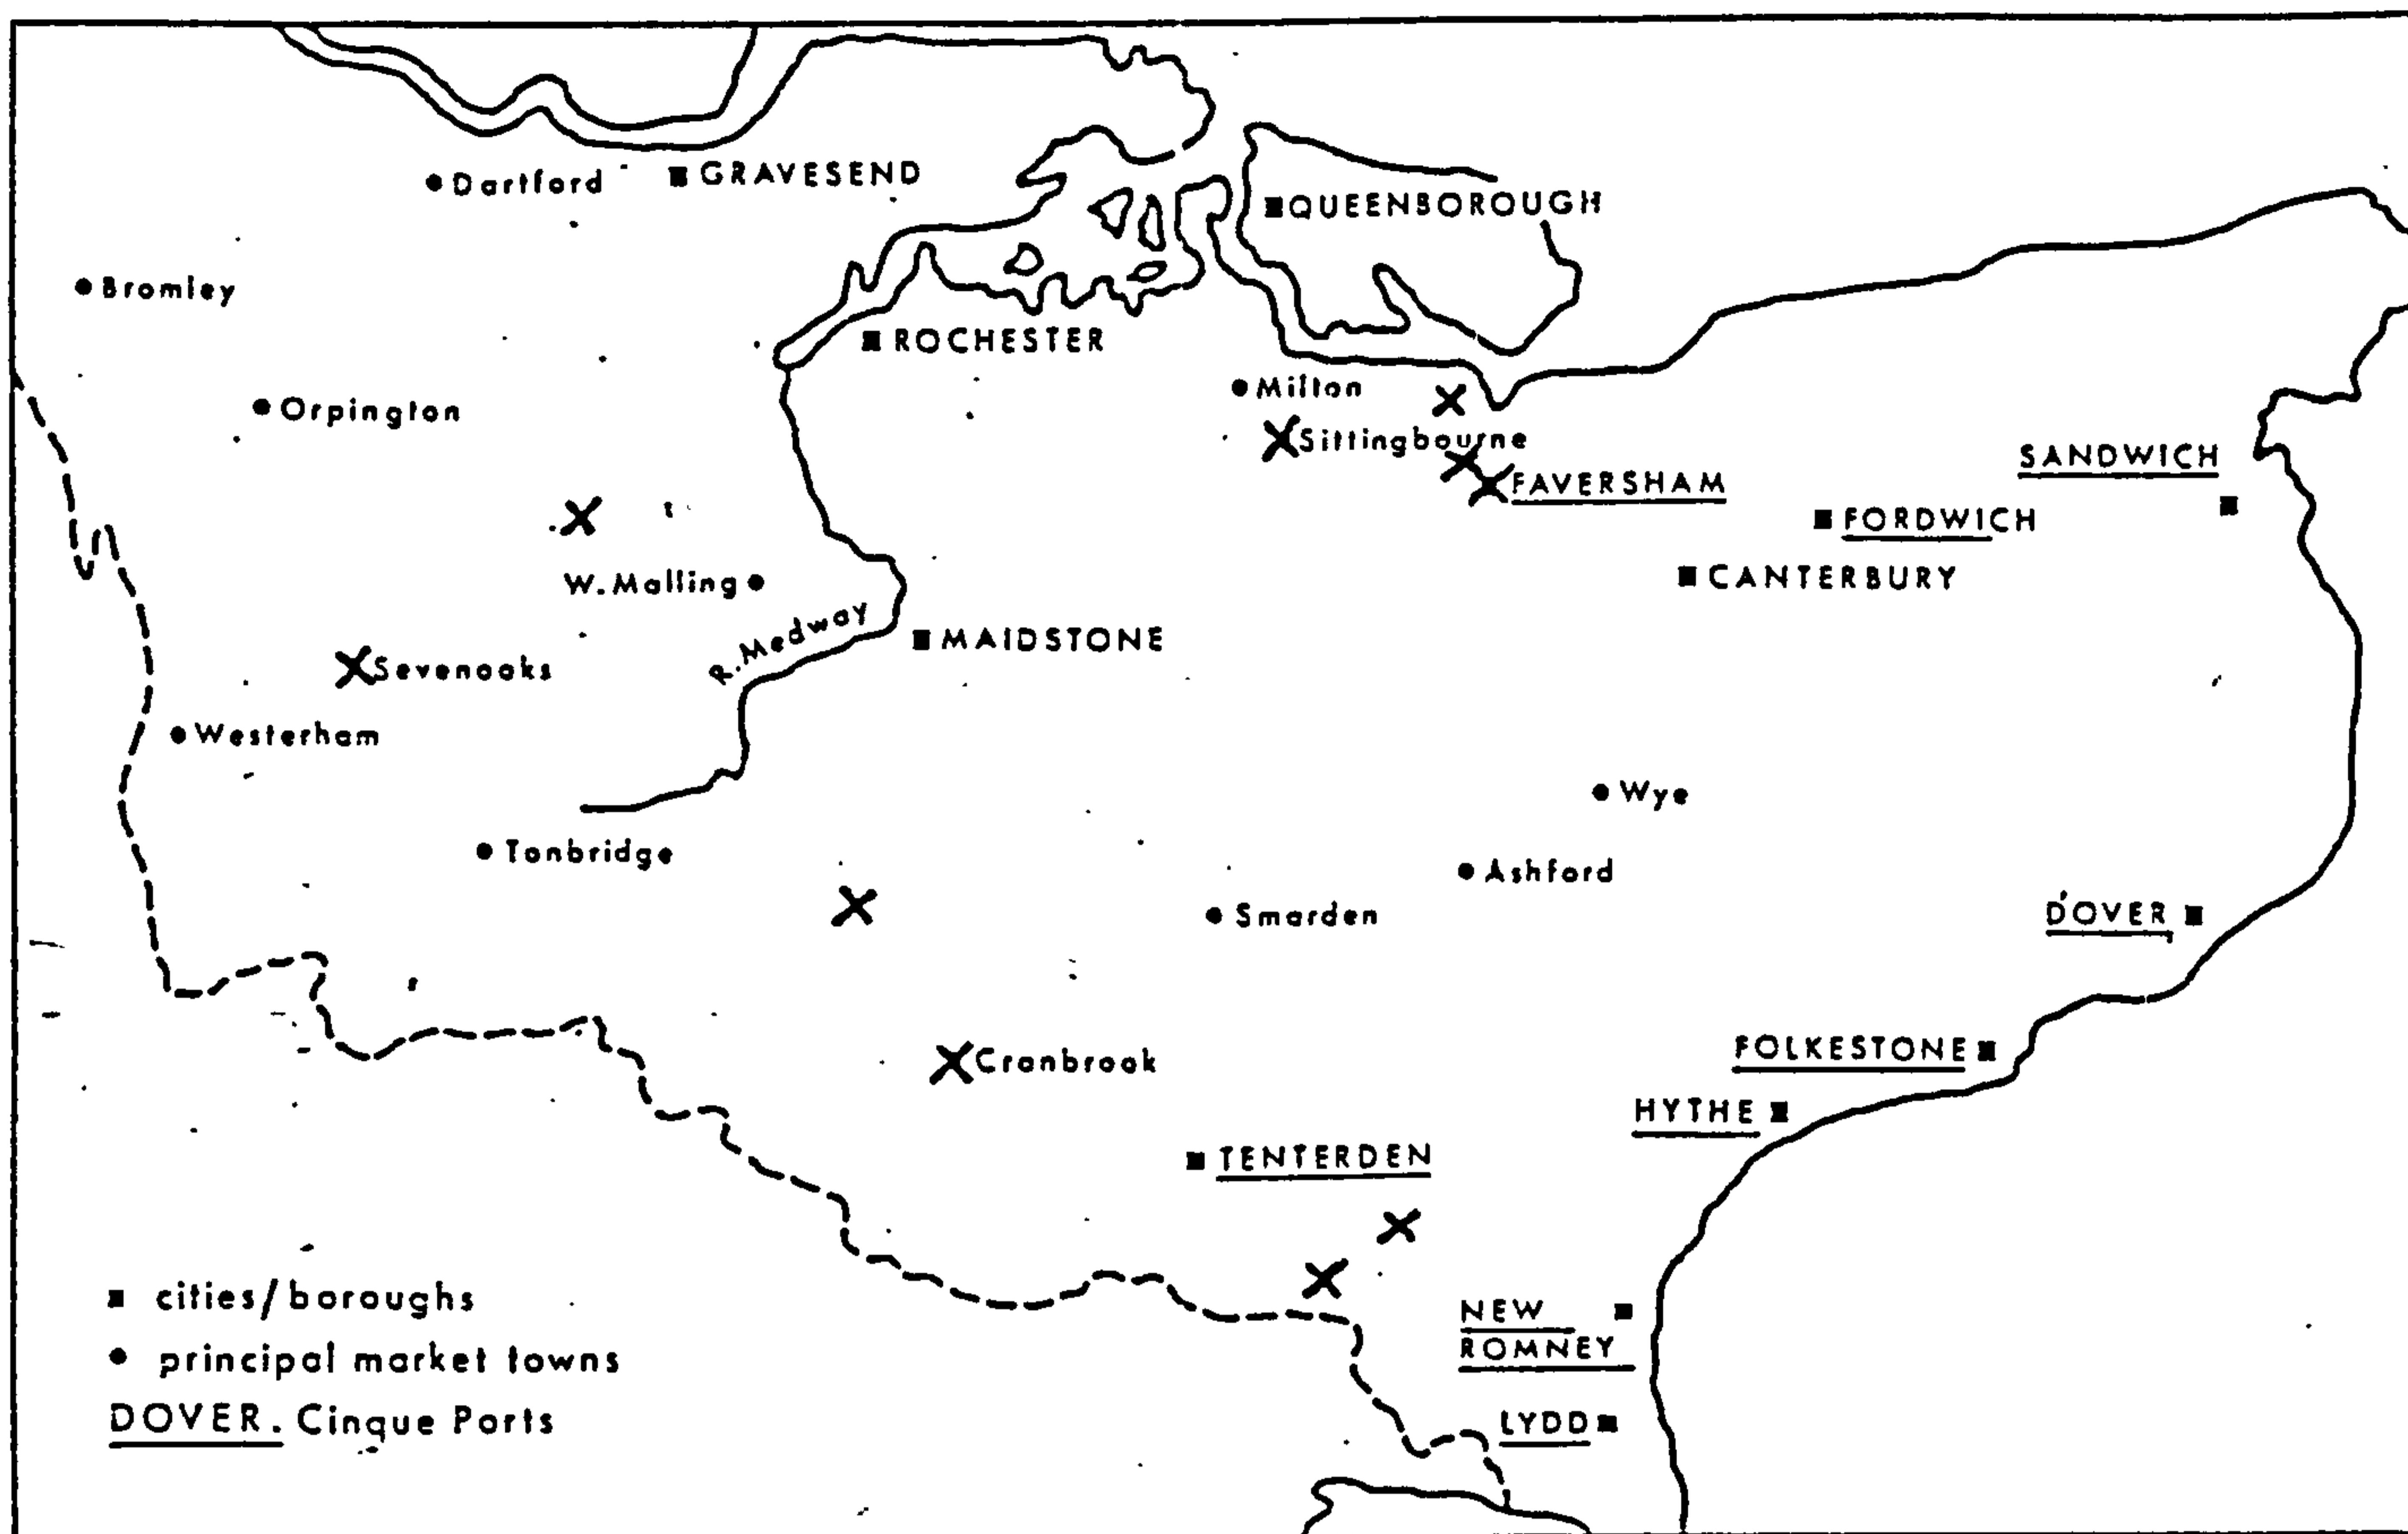 Dartford
GRAVESEND
QUEENBOROUGH
Bromley
ROCHESTER
Milton
Orpington
Sittingbourne
SANDWICH
FAVERSHAM
FORDWICH
W. Malling
CANTERBURY
R. Medway
MAIDSTONE
Sevenoaks
Westerham
Wye
Tonbridge
Ashford
Smarden
DOVER
FOLKESTONE
Cranbrook
HYTHE
TENTERDEN
cities/boroughs
NEW
ROMNEY
principal market towns
DOVER. Cinque Ports
LYDD